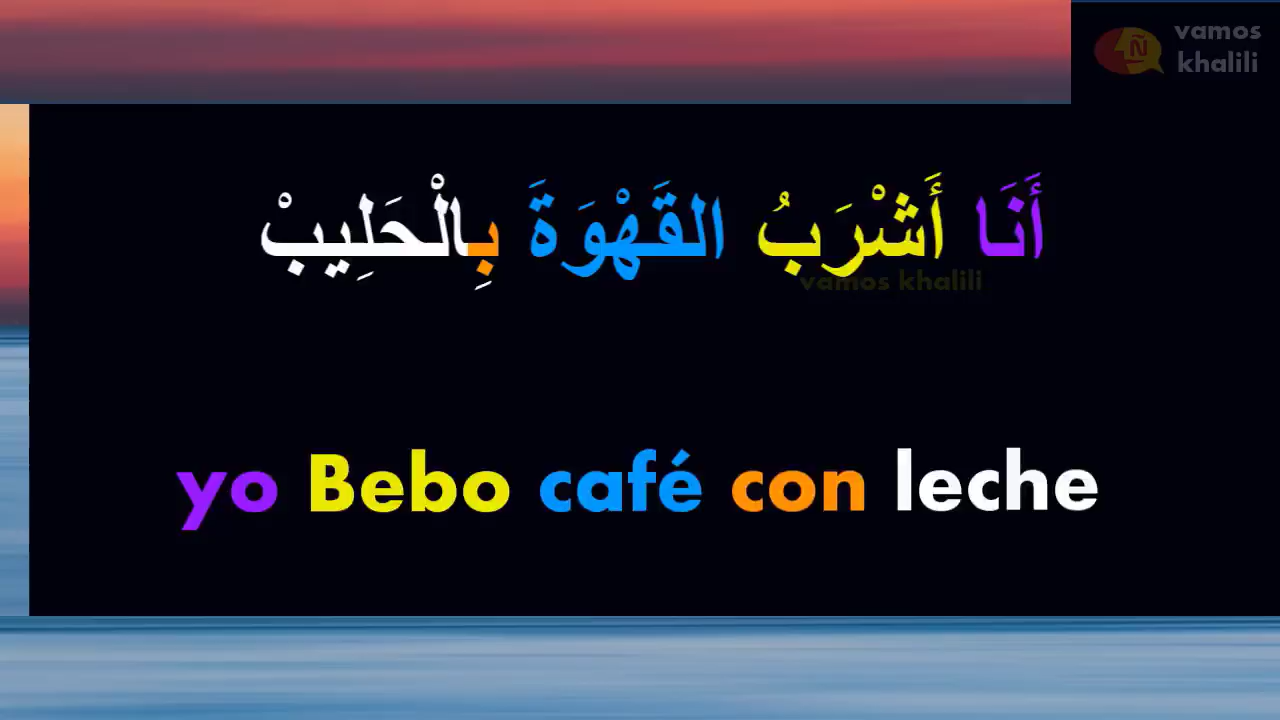 Ñ
vamos
khalili
أَنَا أَشْرَبُ القَهْوَةَ بِالْحَلِيبْ
vamos khalili
yo Bebo café con leche